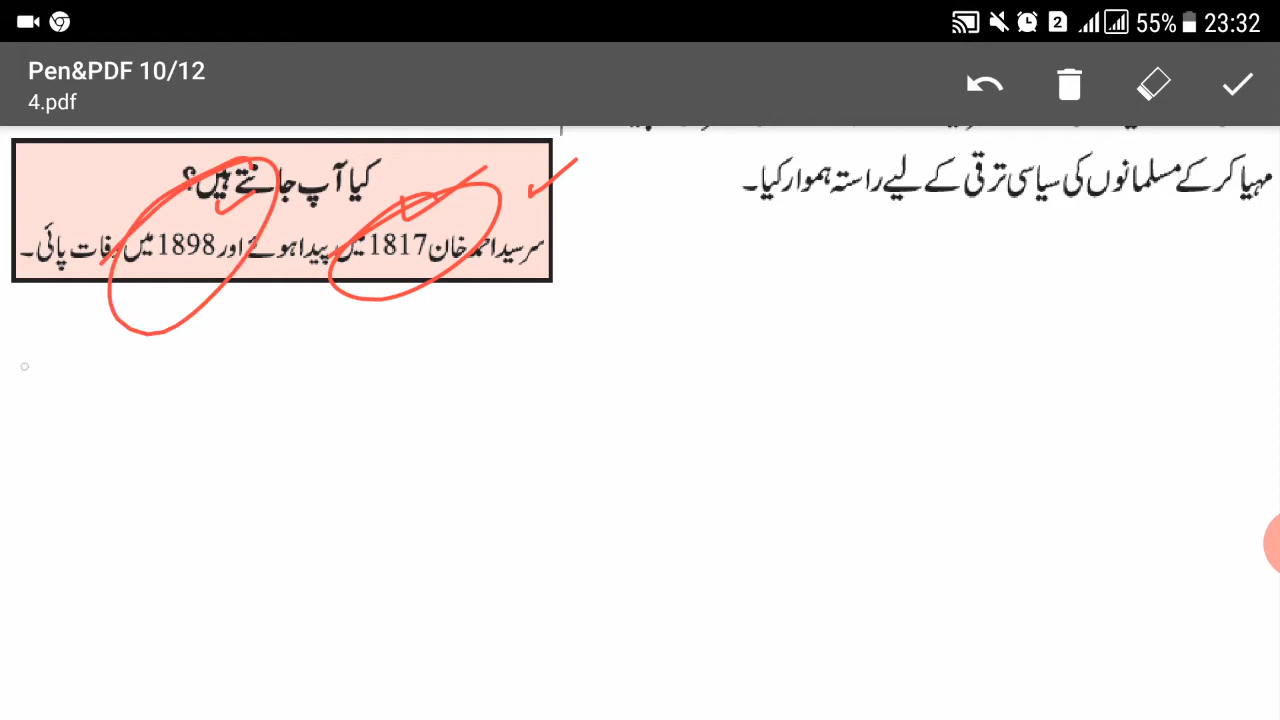 2 55% 23:32
Pen&PDF 10/12
4.pdf
مہیا کر کے مسلمانوں کی سیاسی ترقی کے لیے راستہ ہموار کیا۔
کیا آپ جانتے ہیں؟
سر سید احمد خان 1817 میں پیدا ہوئے اور 1898 میں وفات پائی۔